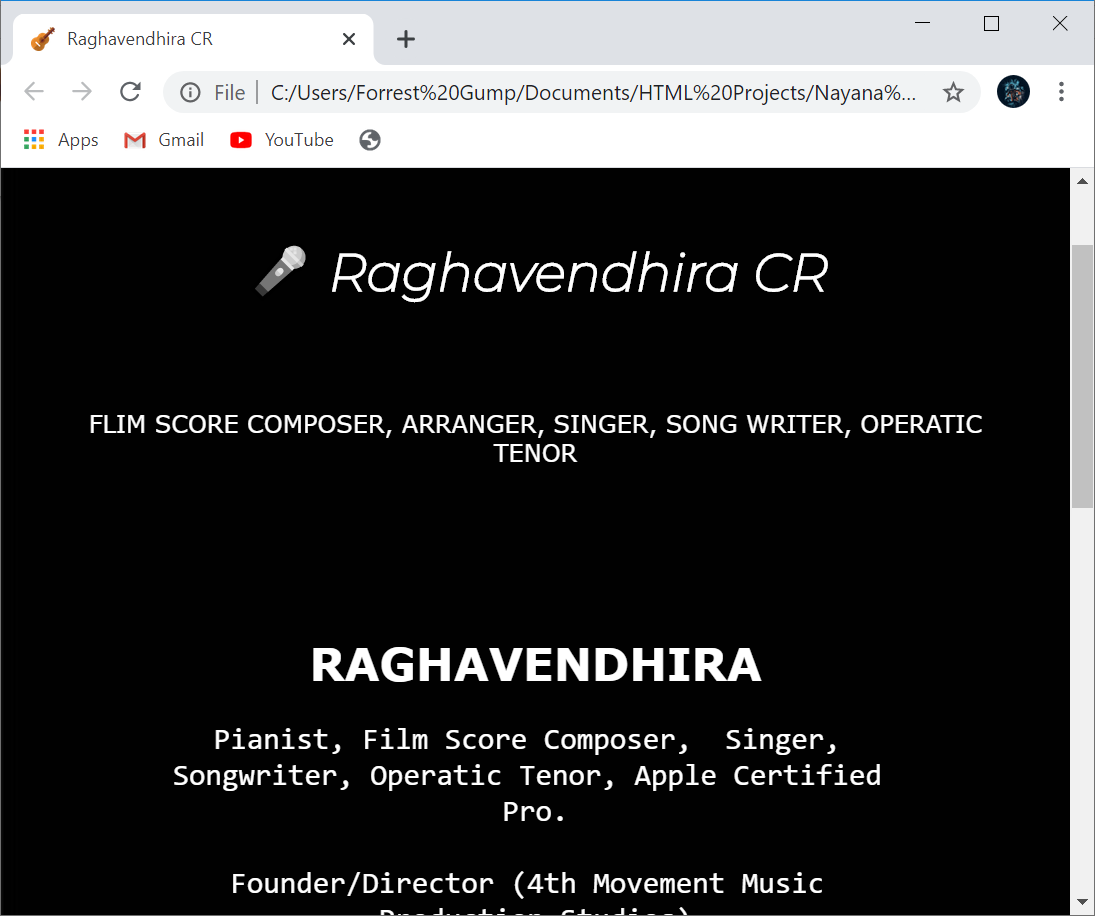 Raghavendhira CR
File
C:/Users/Forrest%20Gump/Documents/HTML%20Projects/Nayana%...
Apps Gmail YouTube
Raghavendhira CR
FLIM SCORE COMPOSER, ARRANGER, SINGER, SONG WRITER, OPERATIC
TENOR
RAGHAVENDHIRA
Pianist, Film Score Composer, Singer,
Songwriter, Operatic Tenor, Apple Certified
Pro.
Founder/Director (4th Movement Music
Production Studios)